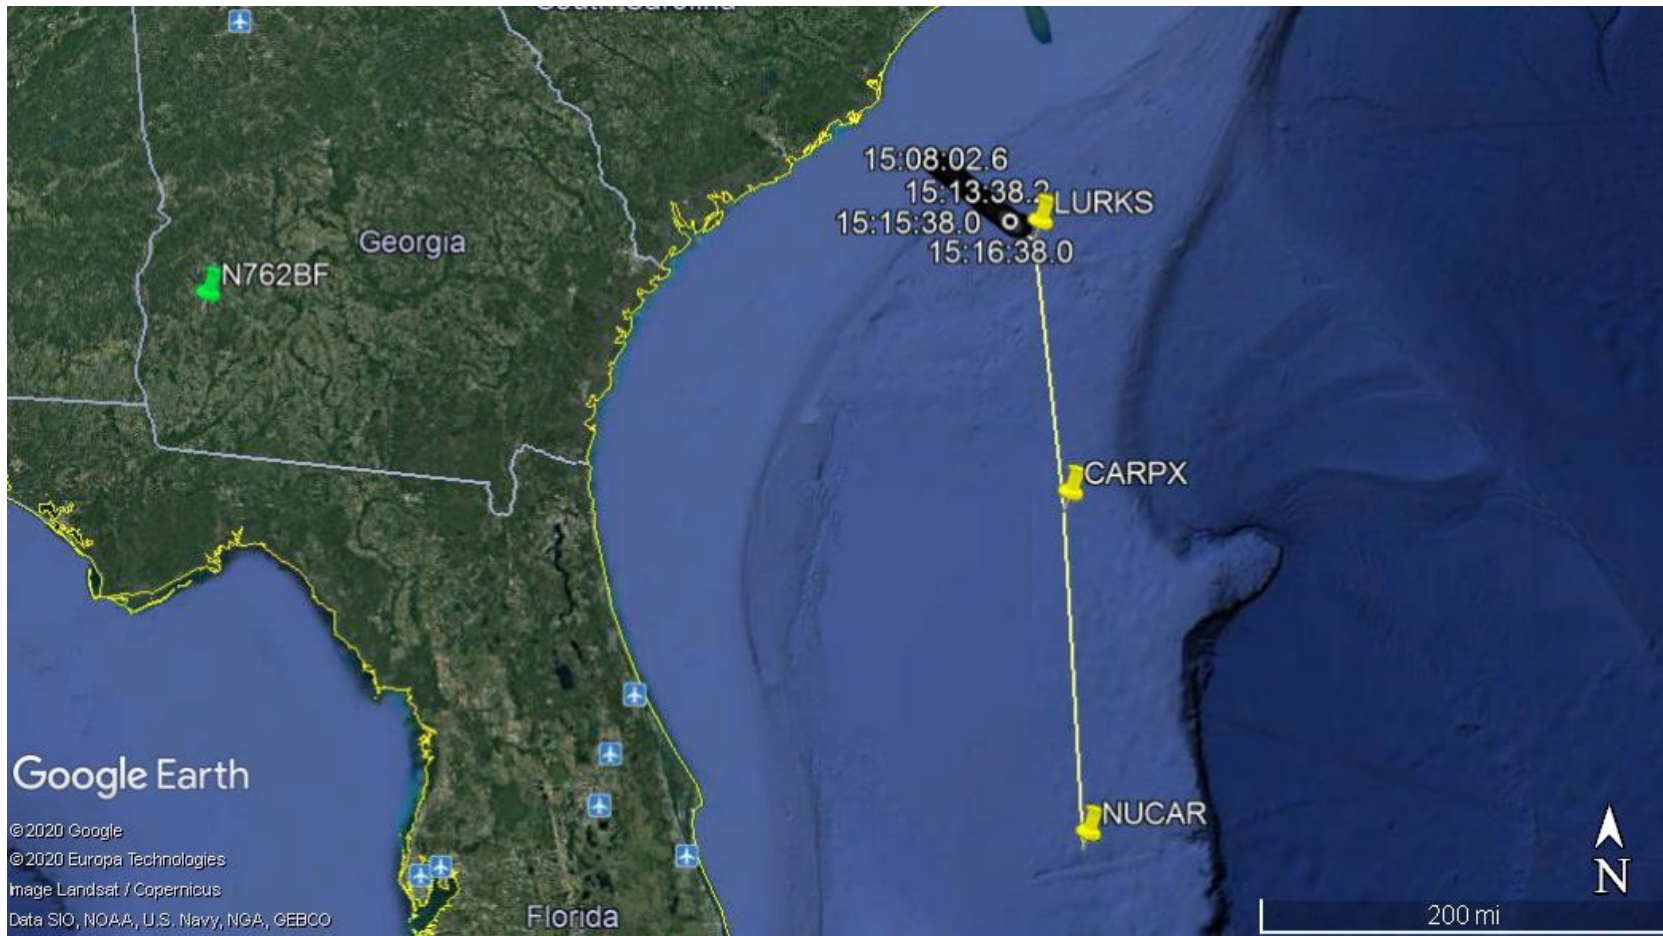 South Carolina
15:08:02.6
15:13:38.2
LURKS
15:15:38.0
15:16:38.0
Georgia
N762BF
CARPX
NUCAR
Google Earth
©2020 Google
©2020 Europa Technologies
Image Landsat / Copernicus
Data SIO, NOAA, U.S. Navy, NGA, GEBCO
Florida
N
200 mi